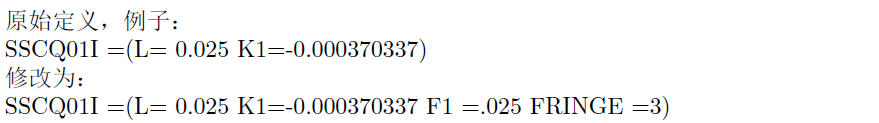 原始定义，例子：
SSCQ01I =(L= 0.025 K1=-0.000370337)
修改为：
SSCQ01I =(L= 0.025 K1=-0.000370337 F1 =.025 FRINGE =3)